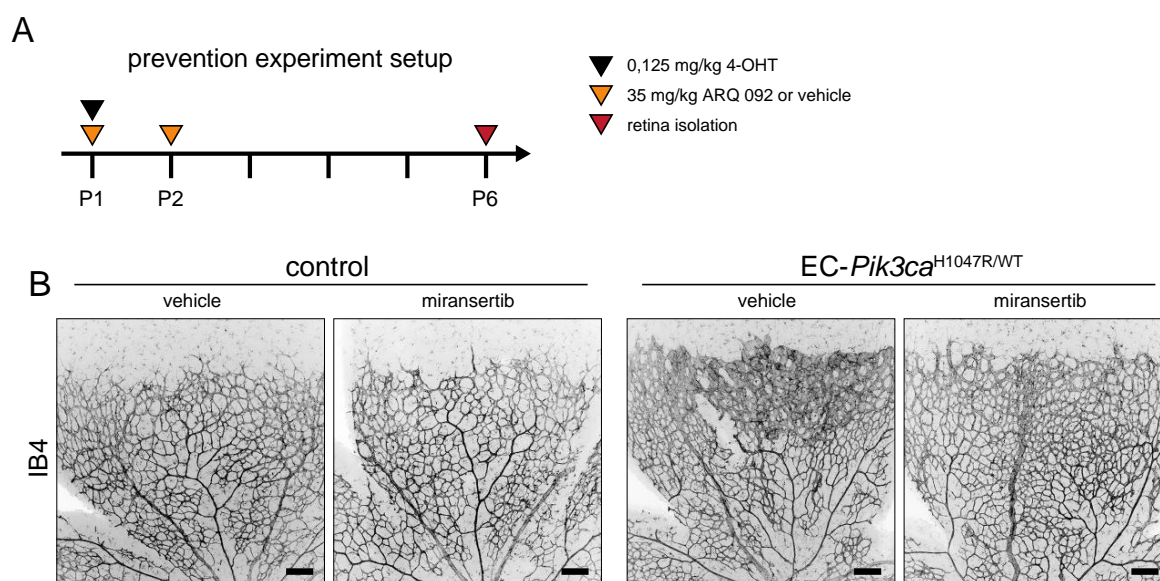 A
prevention experiment setup
0,125 mg/kg 4-OHT
35 mg/kg ARQ 092 or vehicle
retina isolation
P1 P2 P6
B
control EC-Pik3caH1047R/WT
vehicle miransertib vehicle miransertib
IB4